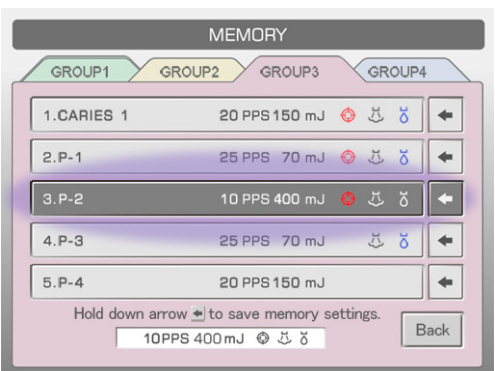 MEMORY
GROUP1 GROUP2 GROUP3 GROUP4
1.CARIES 1 20 PPS 150 mJ
2.P-1 25 PPS 70 mJ
3.P-2 10 PPS 400 mJ
4.P-3 25 PPS 70 mJ
5.P-4 20 PPS 150 mJ
Hold down arrow to save memory settings.
10PPS 400mJ
Back